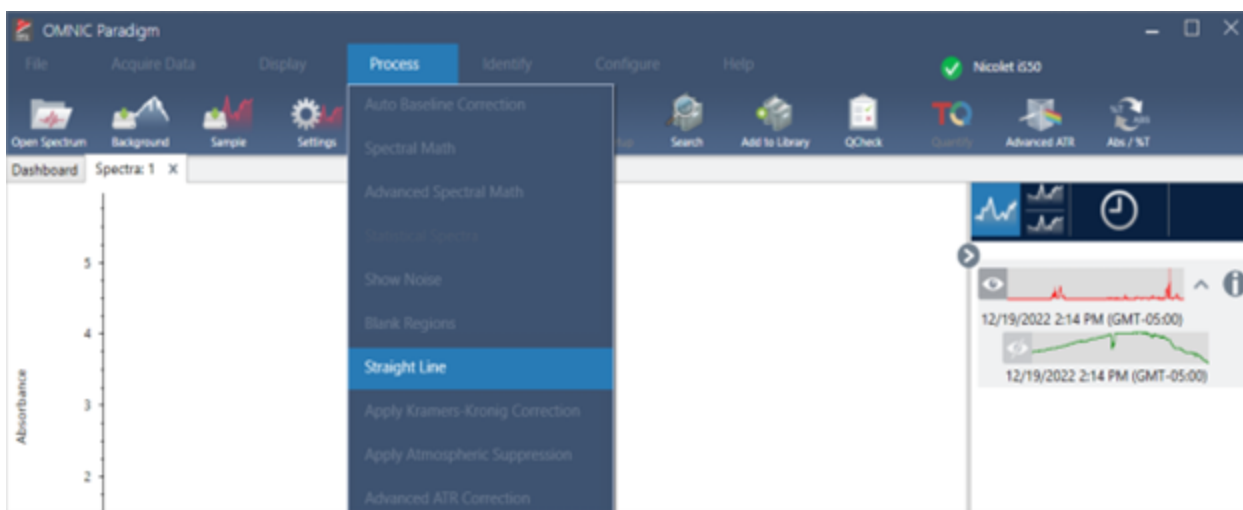 OMNIC Paradigm
File Acquire Data Display Process Identify Configure Help Nicolet iS50
Open Spectrum Background Sample Settings Search Add to Library QCheck TQ Quantify Advanced ATR %T ABS Abs / %T
Dashboard Spectra: 1 X
Auto Baseline Correction
Spectral Math
Advanced Spectral Math
Statistical Spectra
Show Noise
Blank Regions
Straight Line
Apply Kramers-Kronig Correction
Apply Atmospheric Suppression
Advanced ATR Correction
5
4
3
2
Absorbance
12/19/2022 2:14 PM (GMT-05:00)
12/19/2022 2:14 PM (GMT-05:00)